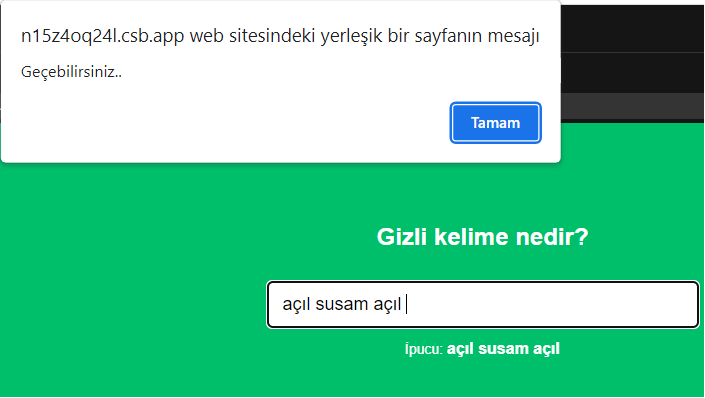 n15z4oq24l.csb.app web sitesindeki yerleşik bir sayfanın mesajı
Geçebilirsiniz..
Tamam
Gizli kelime nedir?
açıl susam açıl
İpucu: açıl susam açıl